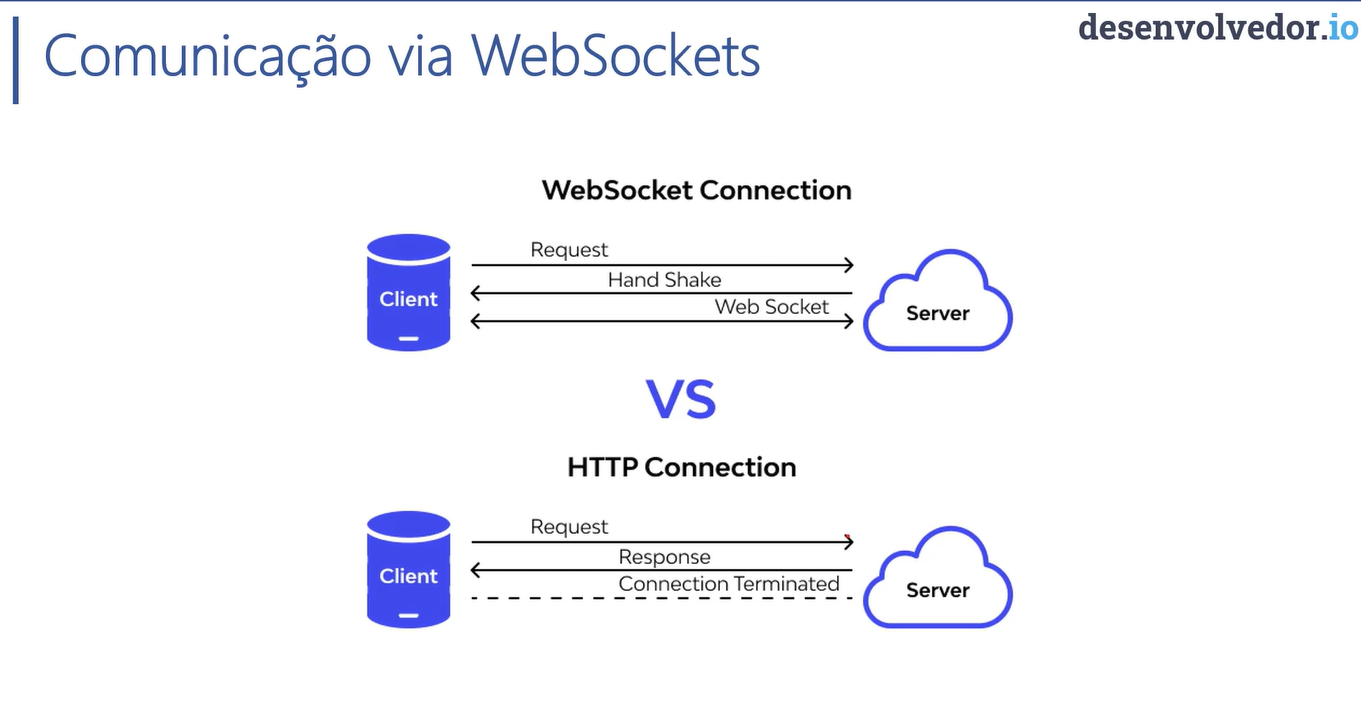 desenvolvedor.io
Comunicação via WebSockets
WebSocket Connection
Request
Hand Shake
Web Socket
Client
Server
VS
HTTP Connection
Request
Response
Connection Terminated
Client
Server